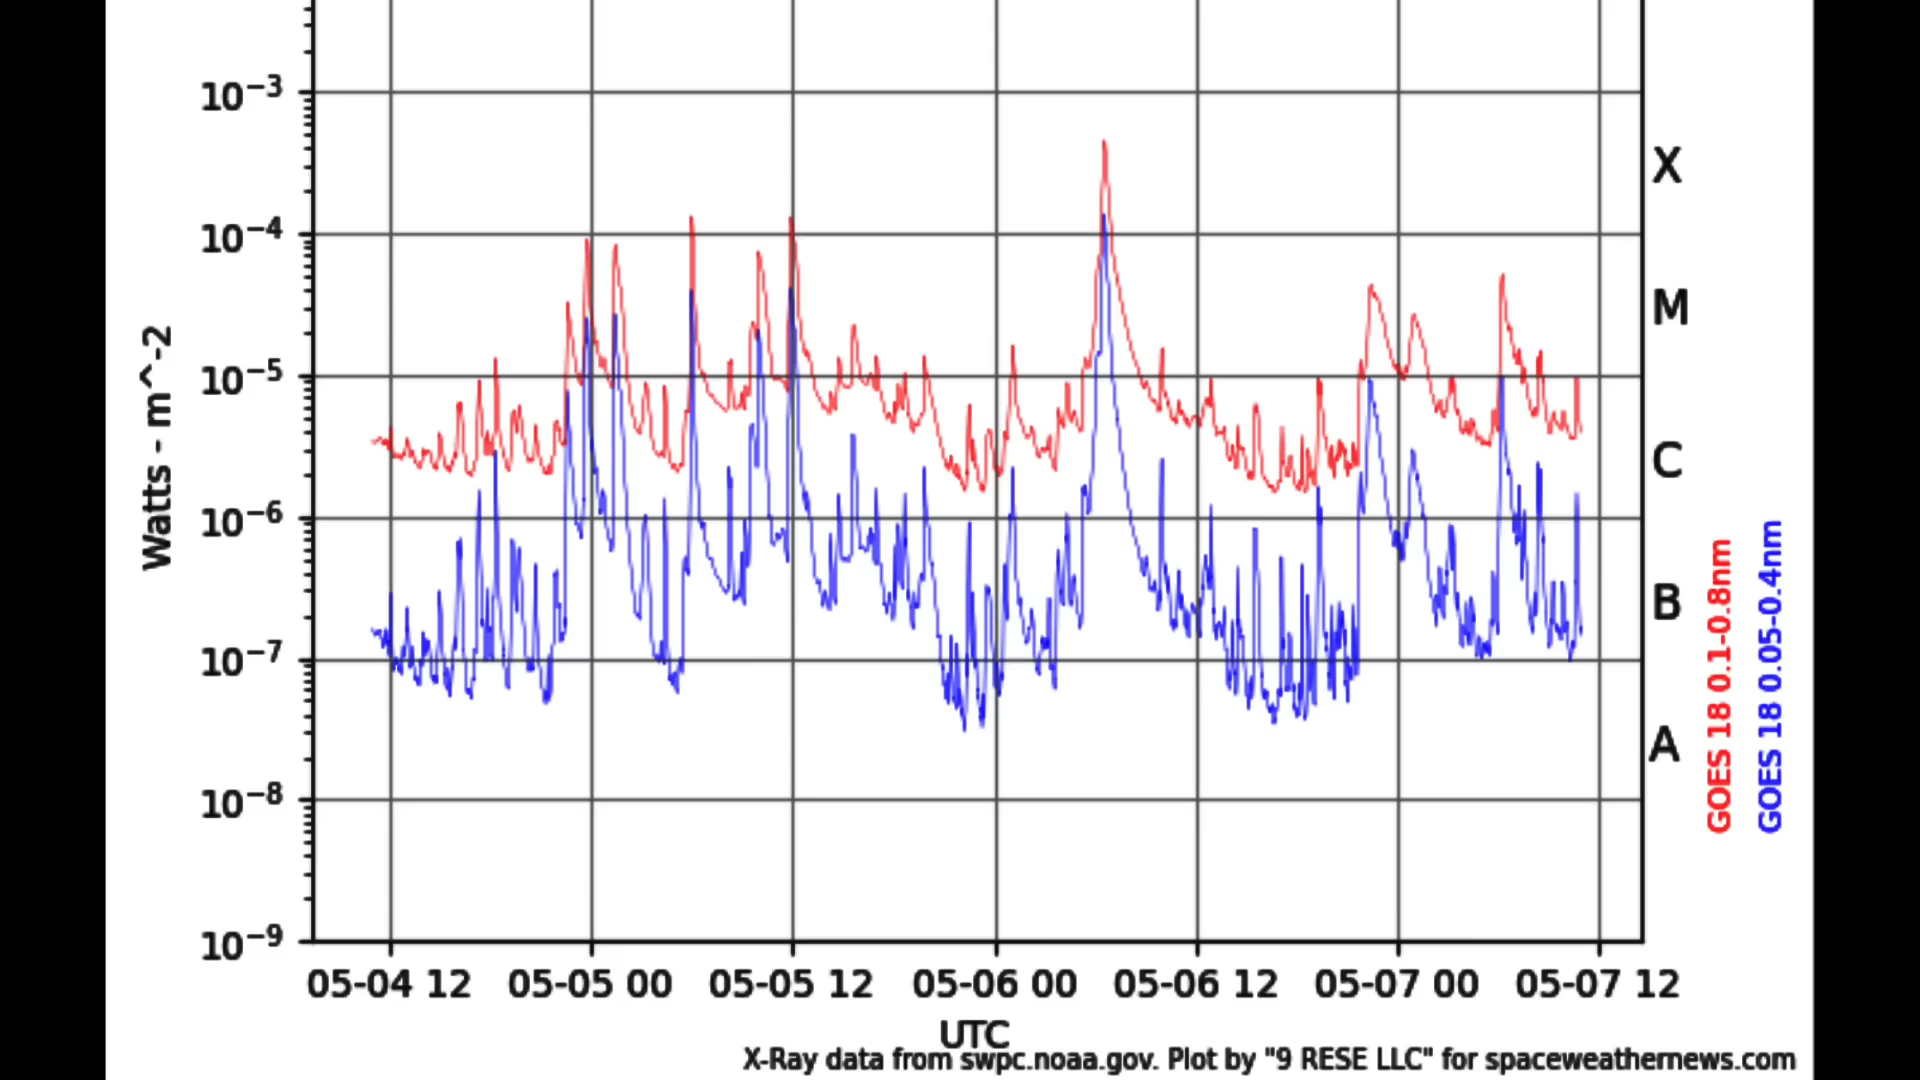 10−3
10−4
10−5
10−6
10−7
10−8
10−9
Watts - m^-2
X
M
C
B
A
GOES 18 0.1-0.8nm
GOES 18 0.05-0.4nm
05-04 12 05-05 00 05-05 12 05-06 00 05-06 12 05-07 00 05-07 12
UTC
X-Ray data from swpc.noaa.gov. Plot by "9 RESE LLC" for spaceweathernews.com